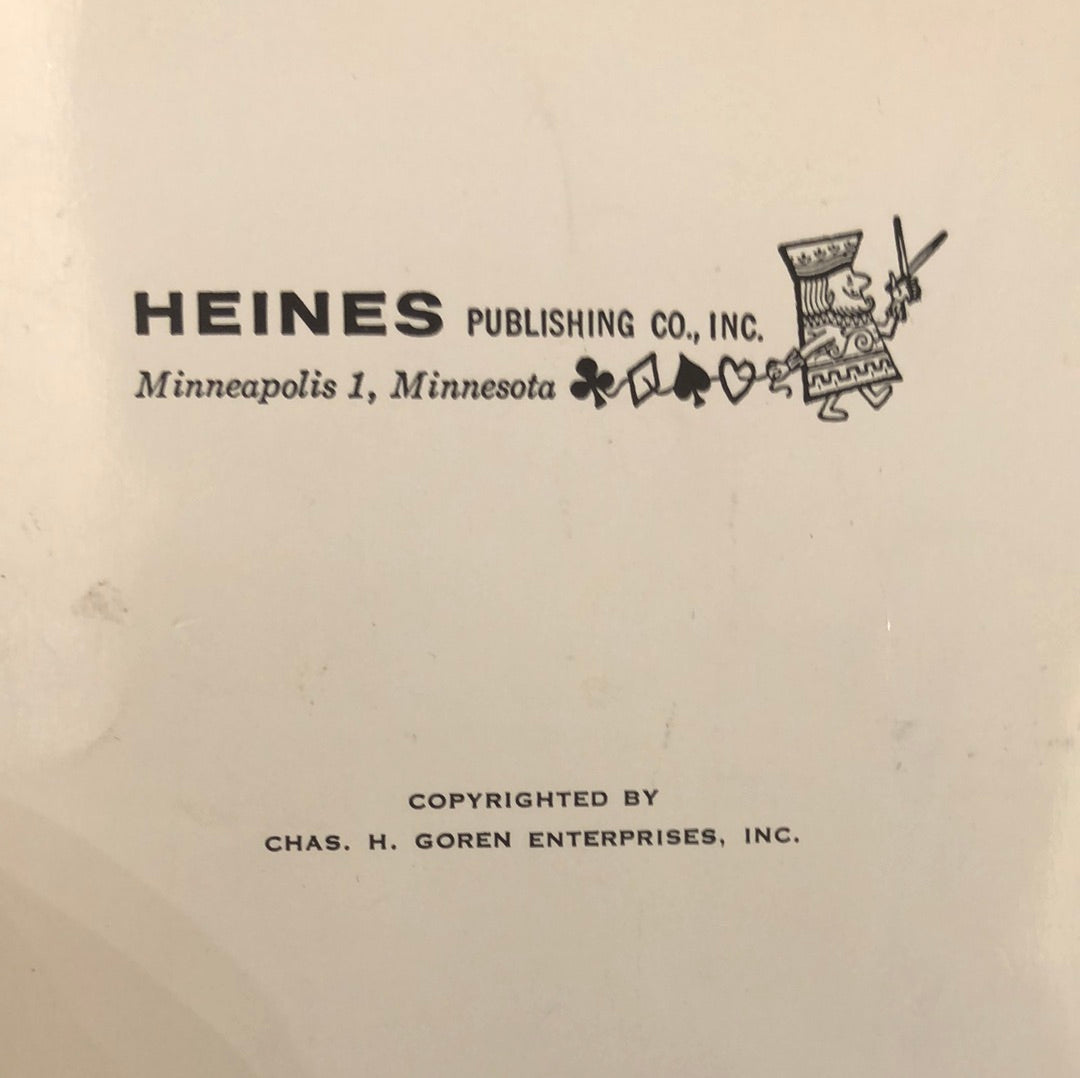 HEINES PUBLISHING CO., INC.
Minneapolis 1, Minnesota
COPYRIGHTED BY
CHAS. H. GOREN ENTERPRISES, INC.